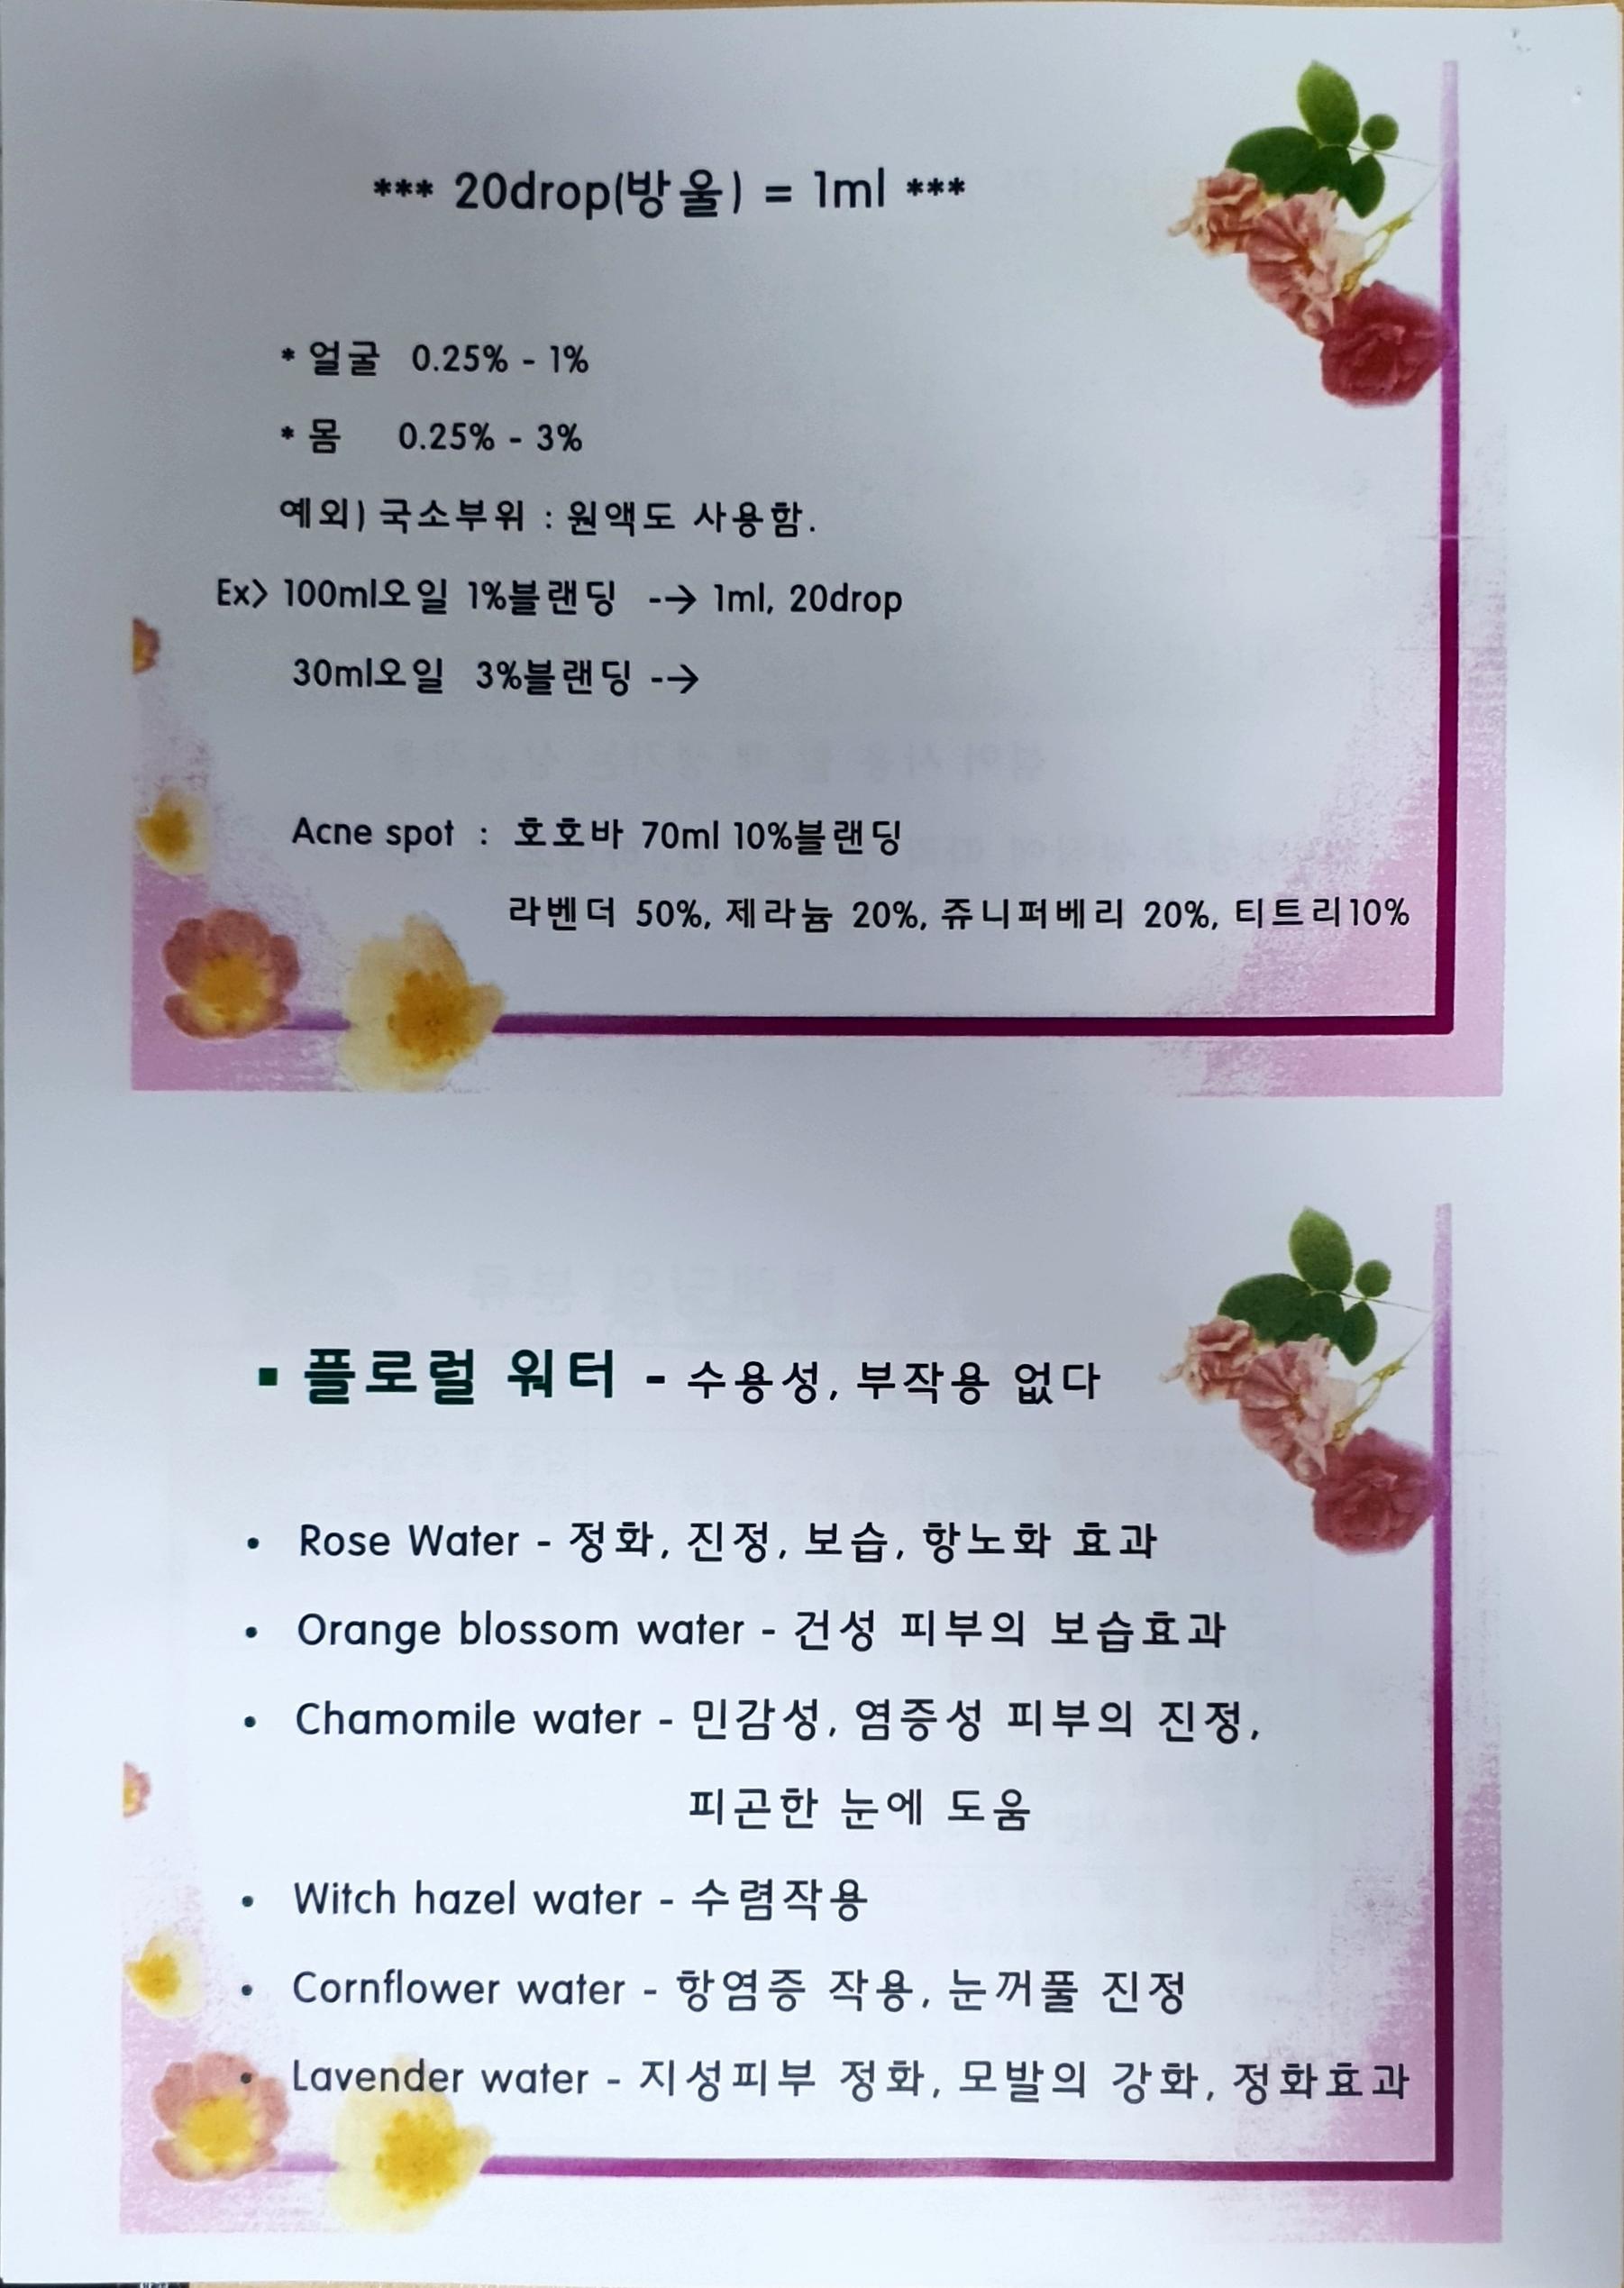 *** 20drop(방울) = 1ml ***
* 얼굴 0.25% - 1%
* 몸 0.25% - 3%
예외) 국소부위 : 원액도 사용함.
Ex> 100ml오일 1%블랜딩 --> 1ml, 20drop
30ml오일 3%블랜딩 -->
Acne spot : 호호바 70ml 10%블랜딩
라벤더 50%, 제라늄 20%, 쥬니퍼베리 20%, 티트리10%
▪ 플로럴 워터 - 수용성, 부작용 없다
• Rose Water - 정화, 진정, 보습, 항노화 효과
• Orange blossom water - 건성 피부의 보습효과
• Chamomile water - 민감성, 염증성 피부의 진정,
피곤한 눈에 도움
• Witch hazel water - 수렴작용
• Cornflower water - 항염증 작용, 눈꺼풀 진정
• Lavender water - 지성피부 정화, 모발의 강화, 정화효과